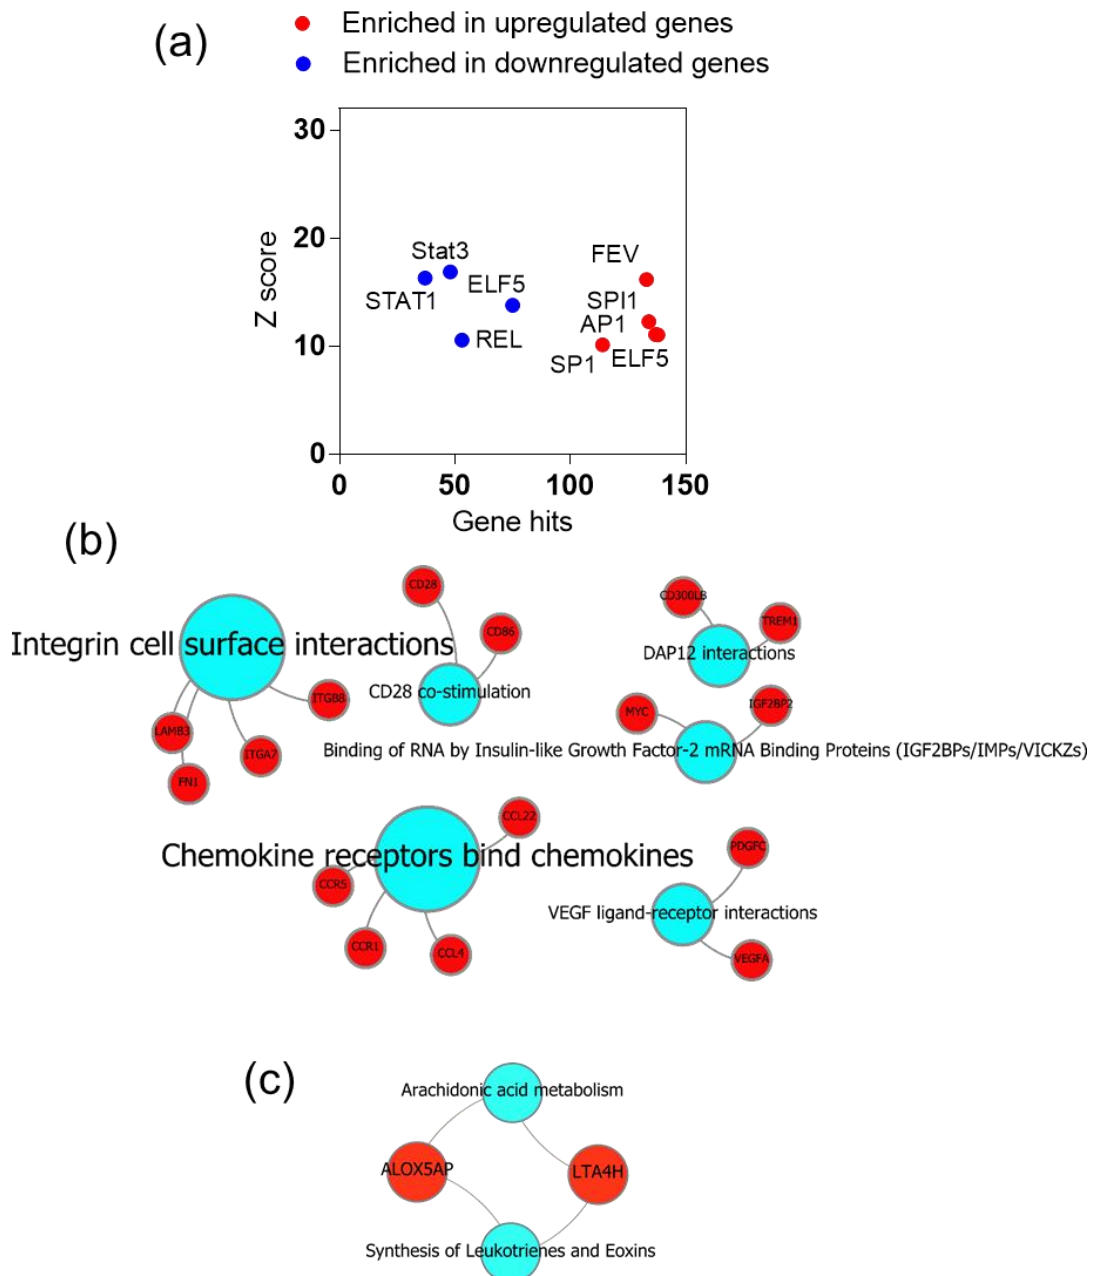 (a)
Enriched in upregulated genes
Enriched in downregulated genes
30
20
10
0
Z score
Stat3
STAT1
ELF5
REL
FEV
SPI1
AP1
SP1
ELF5
0 50 100 150
Gene hits
(b)
CD28
CD86
CD300LB
TREM1
Integrin cell surface interactions
DAP12 interactions
CD28 co-stimulation
ITGB8
LAMB3
ITGA7
FN1
MYC
IGF2BP2
Binding of RNA by Insulin-like Growth Factor-2 mRNA Binding Proteins (IGF2BPs/IMPs/VICKZs)
CCL22
Chemokine receptors bind chemokines
CCR5
CCR1
CCL4
PDGFC
VEGF ligand-receptor interactions
VEGFA
(c)
Arachidonic acid metabolism
ALOX5AP
LTA4H
Synthesis of Leukotrienes and Eoxins